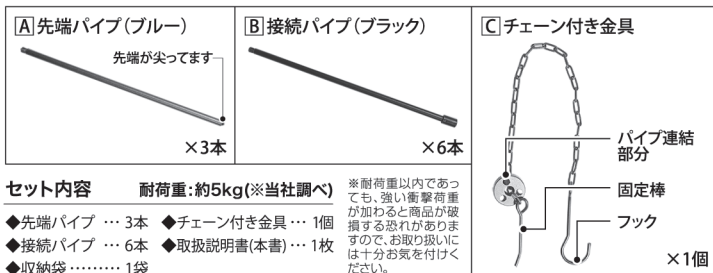 A 先端パイプ（ブルー）
先端が尖ってます
×3本
B 接続パイプ（ブラック）
×6本
C チェーン付き金具
パイプ連結
部分
固定棒
フック
×1個
セット内容 耐荷重：約5kg(※当社調べ)
◆先端パイプ … 3本 ◆チェーン付き金具 … 1個
◆接続パイプ … 6本 ◆取扱説明書(本書) … 1枚
◆収納袋 ……… 1袋
※耐荷重以内であっ
ても、強い衝撃荷重
が加わると商品が破
損する恐れがありま
すので、お取り扱いに
は十分お気を付けく
ださい。